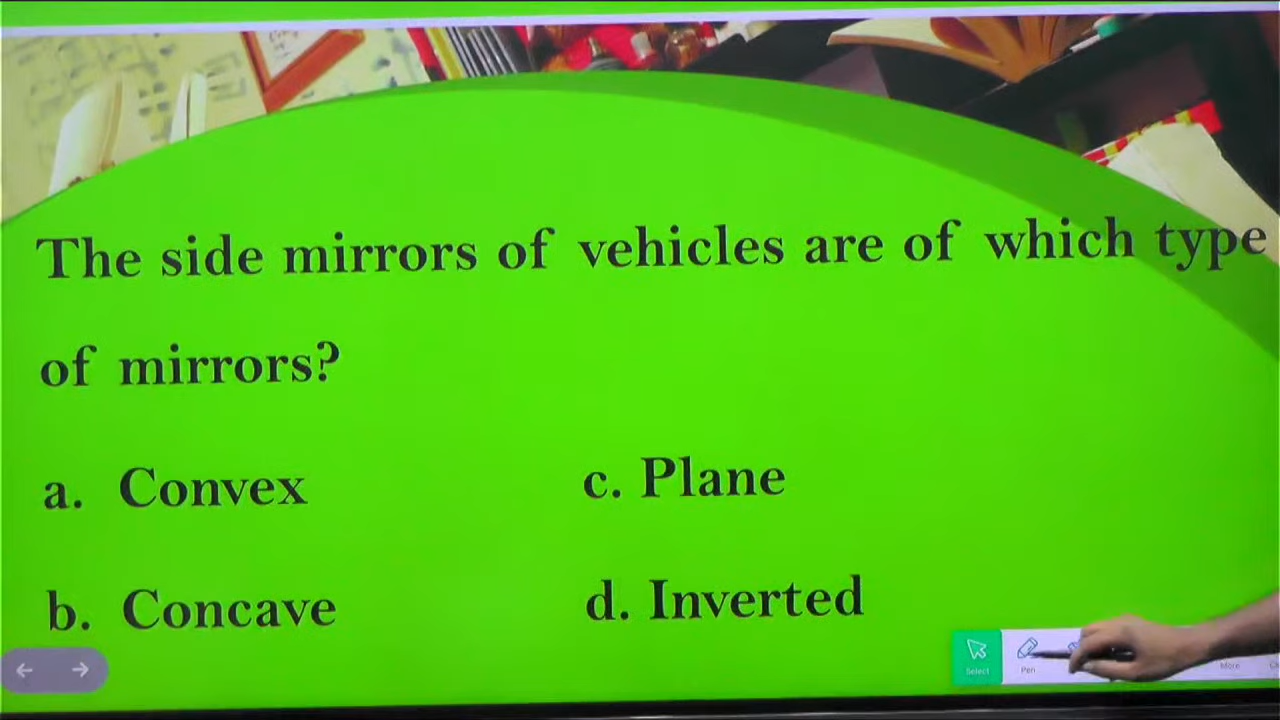 The side mirrors of vehicles are of which type
of mirrors?
a. Convex
c. Plane
b. Concave
d. Inverted
Select
Pen
More